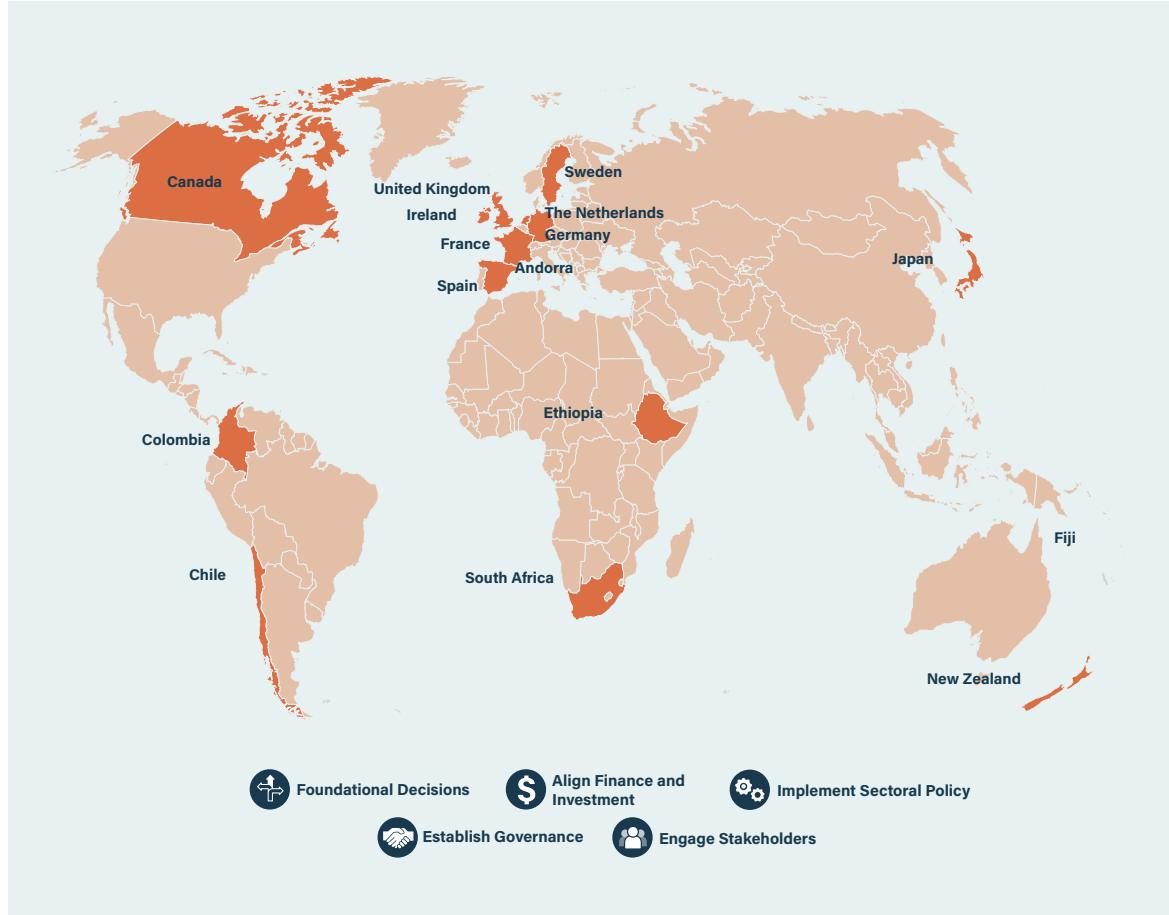 Canada
Sweden
United Kingdom
The Netherlands
Ireland
Germany
France
Japan
Andorra
Spain
Ethiopia
Colombia
Fiji
Chile
South Africa
New Zealand
Foundational Decisions
Align Finance and
Investment
Implement Sectoral Policy
Establish Governance
Engage Stakeholders